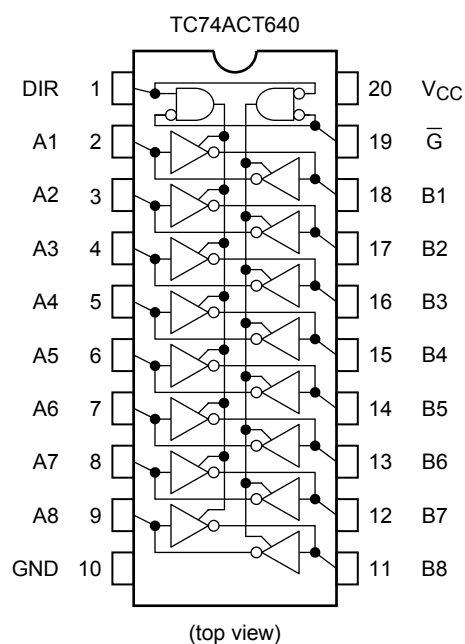 TC74ACT640
DIR 1 20 VCC
A1 2 19 G̅
A2 3 18 B1
A3 4 17 B2
A4 5 16 B3
A5 6 15 B4
A6 7 14 B5
A7 8 13 B6
A8 9 12 B7
GND 10 11 B8
(top view)